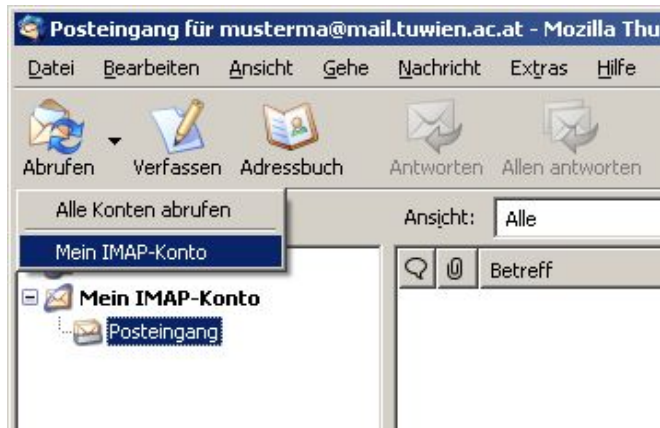 Posteingang für musterma@mail.tuwien.ac.at - Mozilla Thu
Datei Bearbeiten Ansicht Gehe Nachricht Extras Hilfe
Abrufen Verfassen Adressbuch Antworten Allen antworten
Alle Konten abrufen
Ansicht: Alle
Mein IMAP-Konto
Betreff
Mein IMAP-Konto
Posteingang